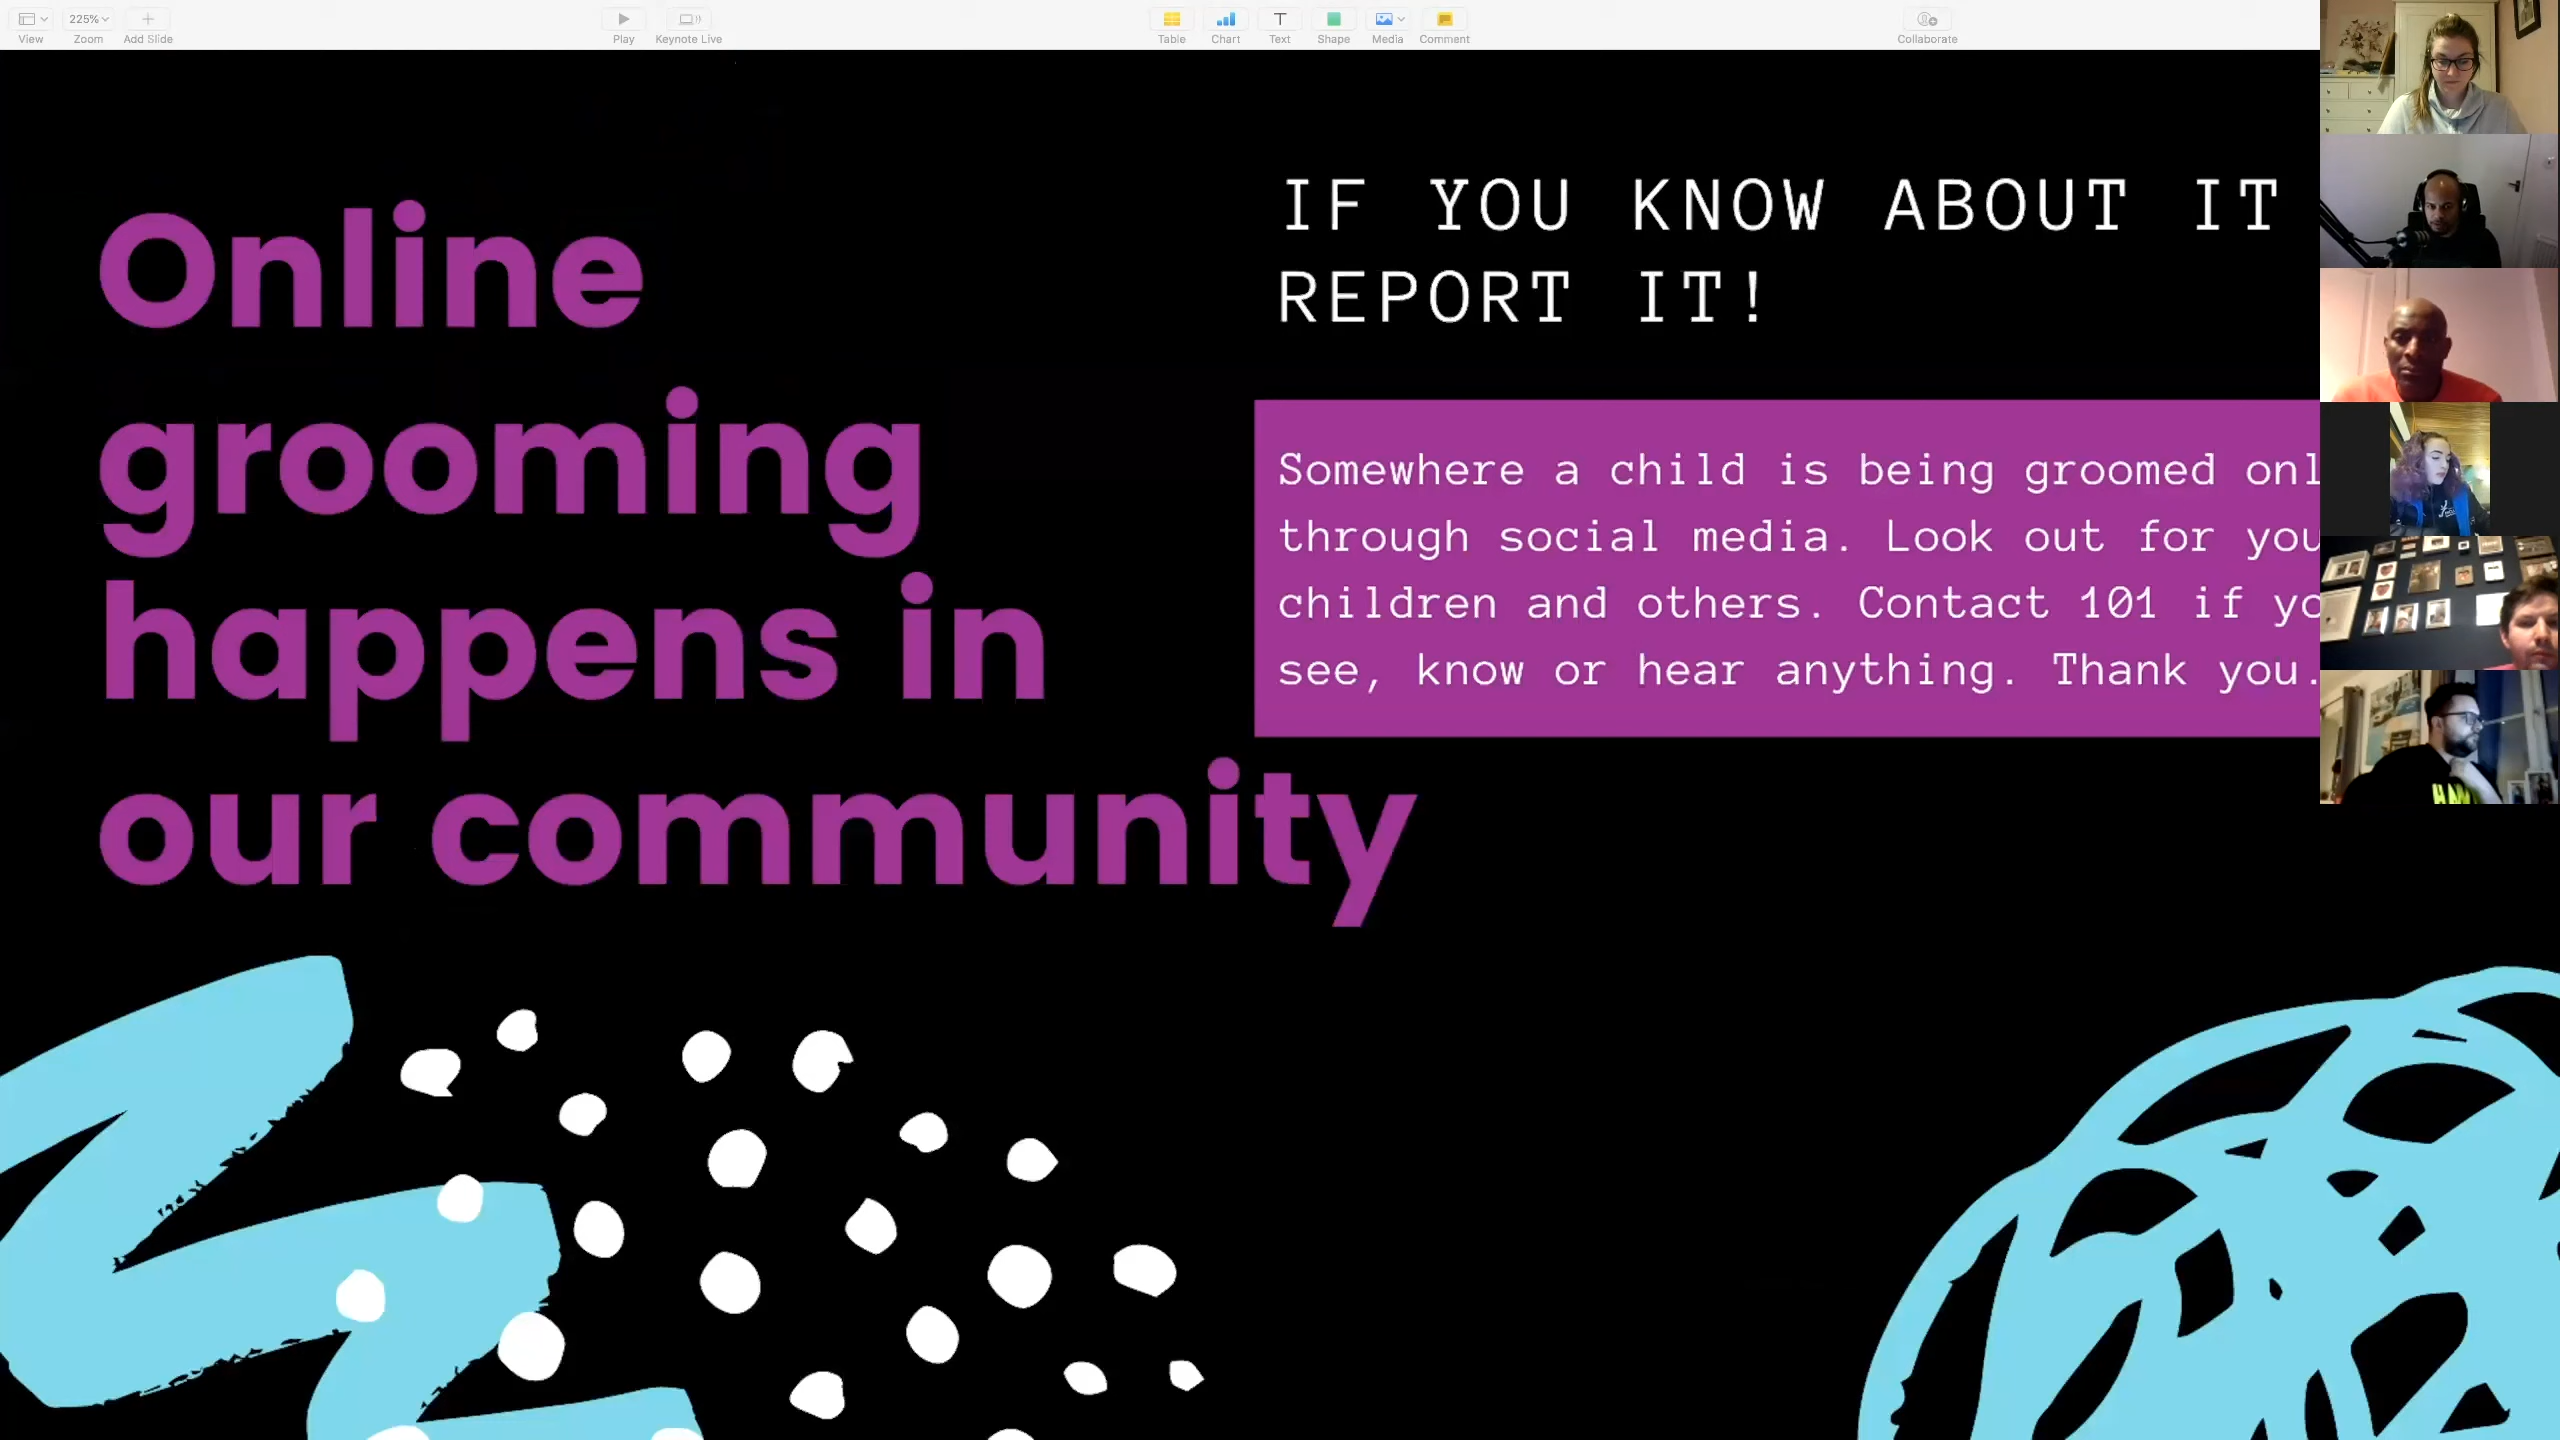 225%
View
Zoom
Add Slide
Play
Keynote Live
Table
Chart
Text
Shape
Media
Comment
Collaborate
Online
grooming
happens in
our community
IF YOU KNOW ABOUT IT
REPORT IT!
Somewhere a child is being groomed onl
through social media. Look out for you
children and others. Contact 101 if yo
see, know or hear anything. Thank you.